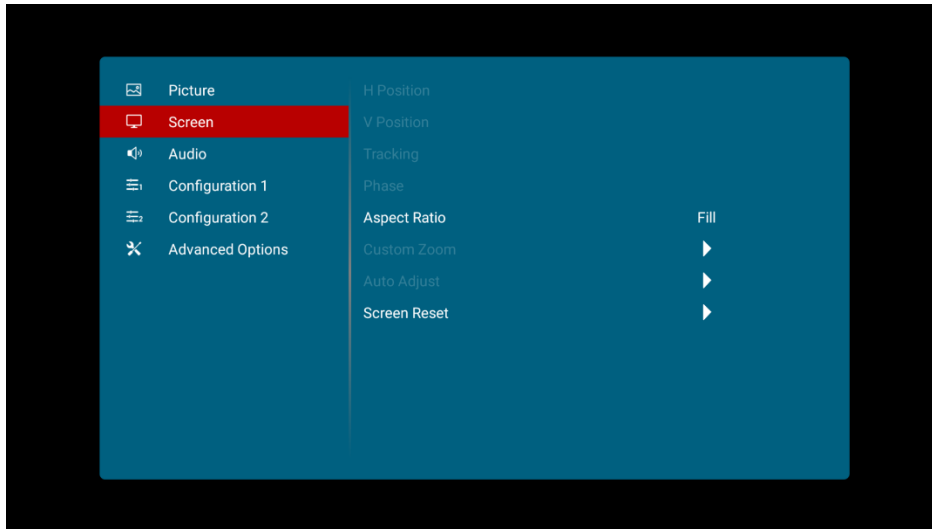 Picture
Screen
Audio
Configuration 1
Configuration 2
Advanced Options
H Position
V Position
Tracking
Phase
Aspect Ratio Fill
Custom Zoom
Auto Adjust
Screen Reset